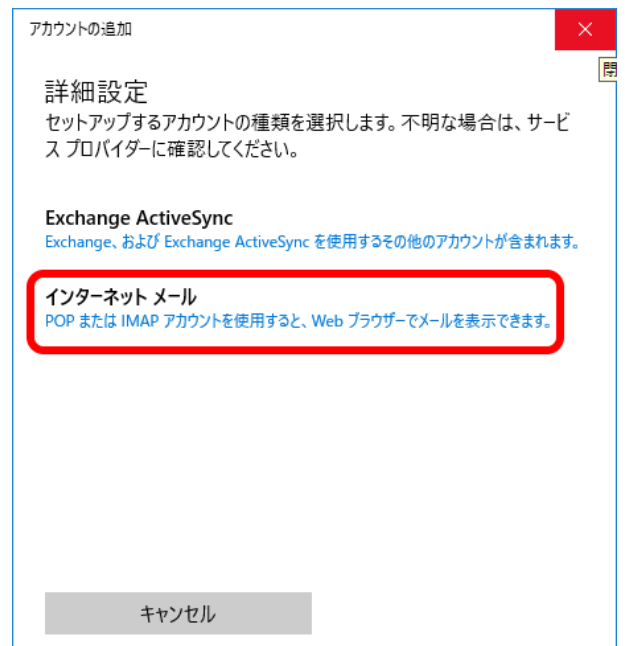 アカウントの追加
閉
詳細設定
セットアップするアカウントの種類を選択します。不明な場合は、サービ
ス プロバイダーに確認してください。
Exchange ActiveSync
Exchange、および Exchange ActiveSync を使用するその他のアカウントが含まれます。
インターネット メール
POP または IMAP アカウントを使用すると、Web ブラウザーでメールを表示できます。
キャンセル